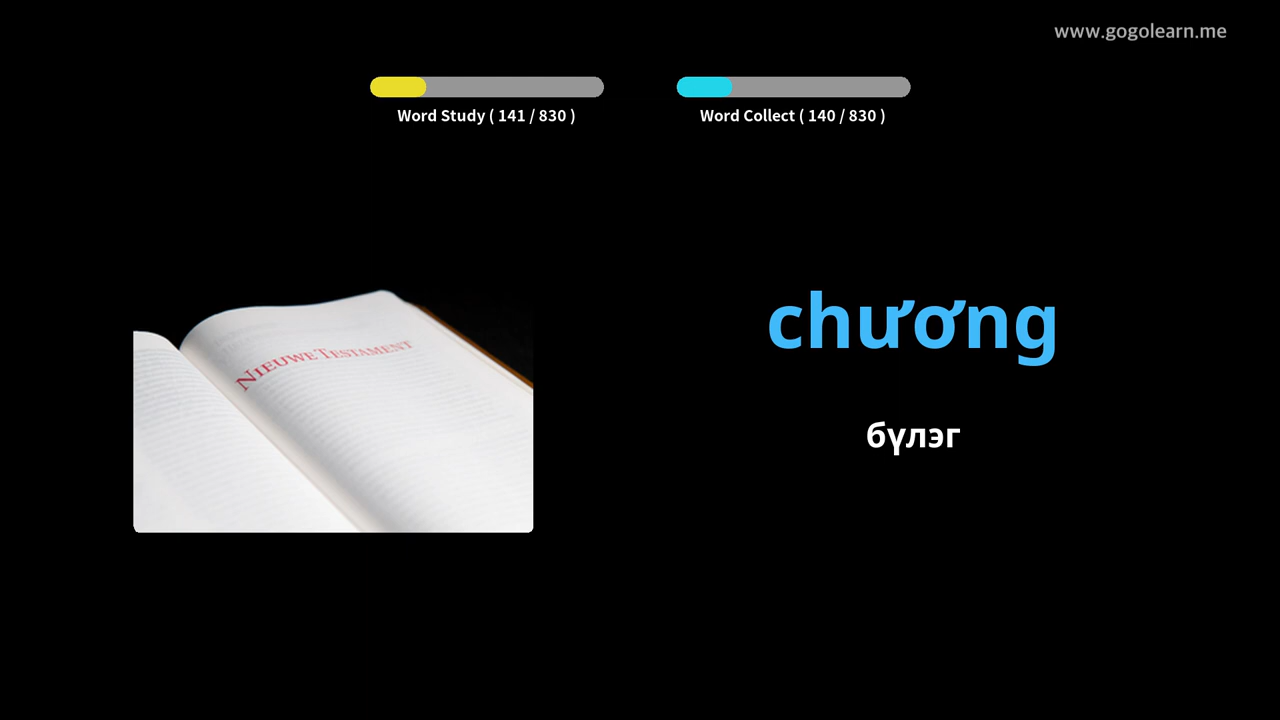 www.gogolearn.me
Word Study ( 141 / 830 )
Word Collect ( 140 / 830 )
NIEUWE TESTAMENT
chương
бүлэг